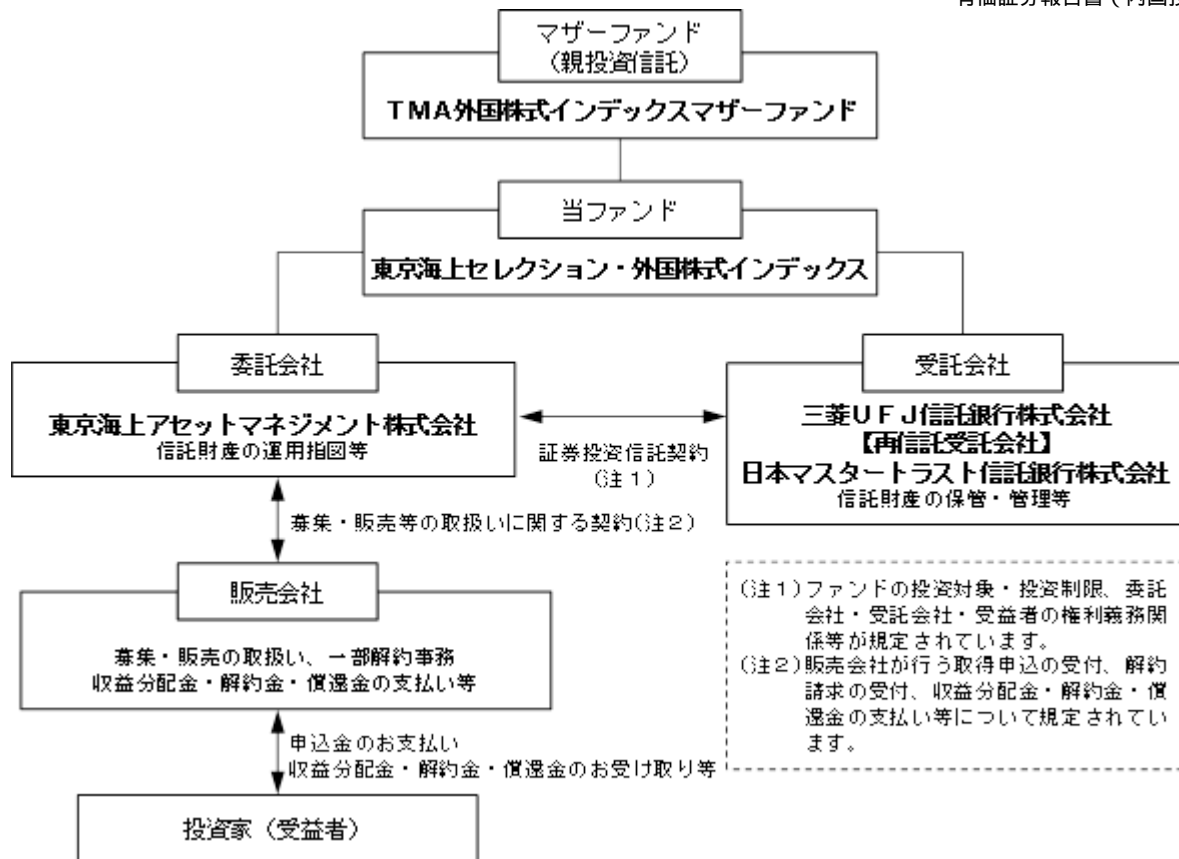 マザーファンド
(親投資信託)
TMA外国株式インデックスマザーファンド
当ファンド
東京海上セレクション・外国株式インデックス
委託会社
東京海上アセットマネジメント株式会社
信託財産の運用指図等
証券投資信託契約
(注1)
受託会社
三菱UFJ信託銀行株式会社
【再信託受託会社】
日本マスタートラスト信託銀行株式会社
信託財産の保管・管理等
募集・販売等の取扱いに関する契約(注2)
販売会社
募集・販売の取扱い、一部解約事務
収益分配金・解約金・償還金の支払い等
(注1)ファンドの投資対象・投資制限、委託
会社・受託会社・受益者の権利義務関
係等が規定されています。
(注2)販売会社が行う取得申込の受付、解約
請求の受付、収益分配金・解約金・償
還金の支払い等について規定されてい
ます。
申込金のお支払い
収益分配金・解約金・償還金のお受け取り等
投資家(受益者)